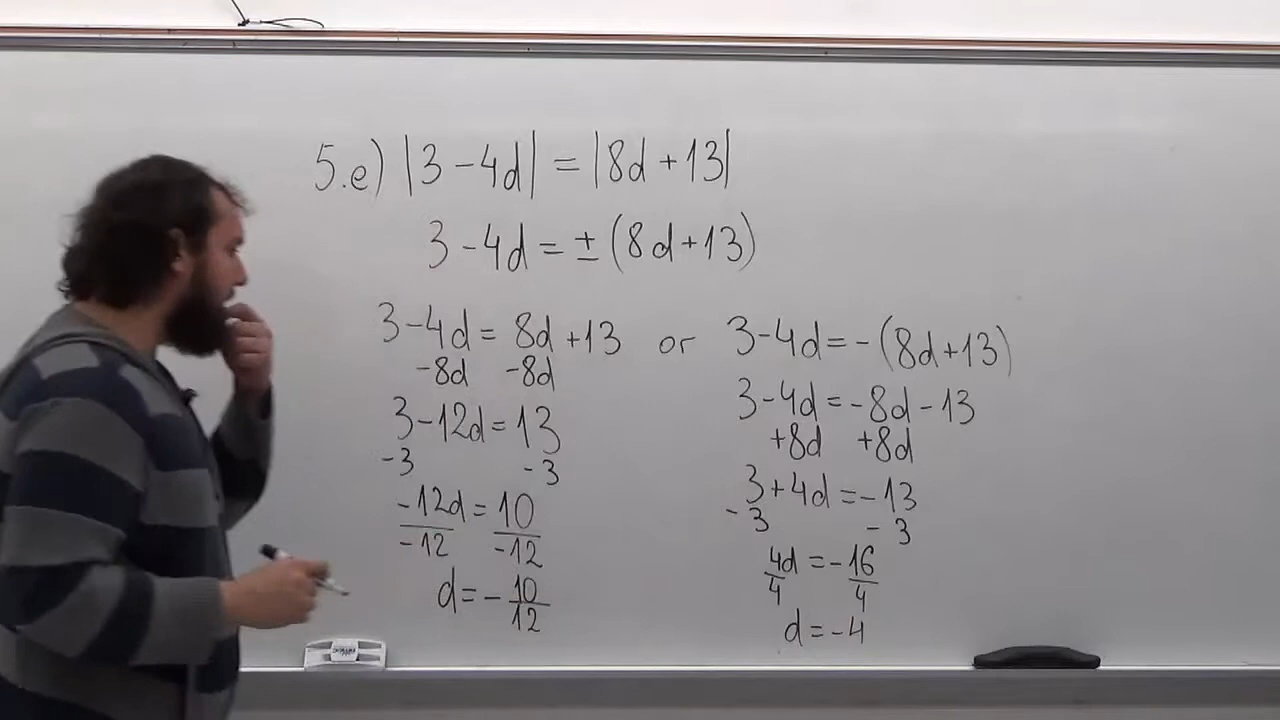 5.e) |3-4d| = |8d+13|
3-4d = ± (8d+13)
3-4d = 8d+13 or 3-4d = -(8d+13)
-8d -8d
3-12d = 13
-3 -3
-12d = 10
-12 -12
d = - 10
12
3-4d = -8d-13
+8d +8d
3+4d = -13
-3 -3
4d = -16
4 4
d = -4